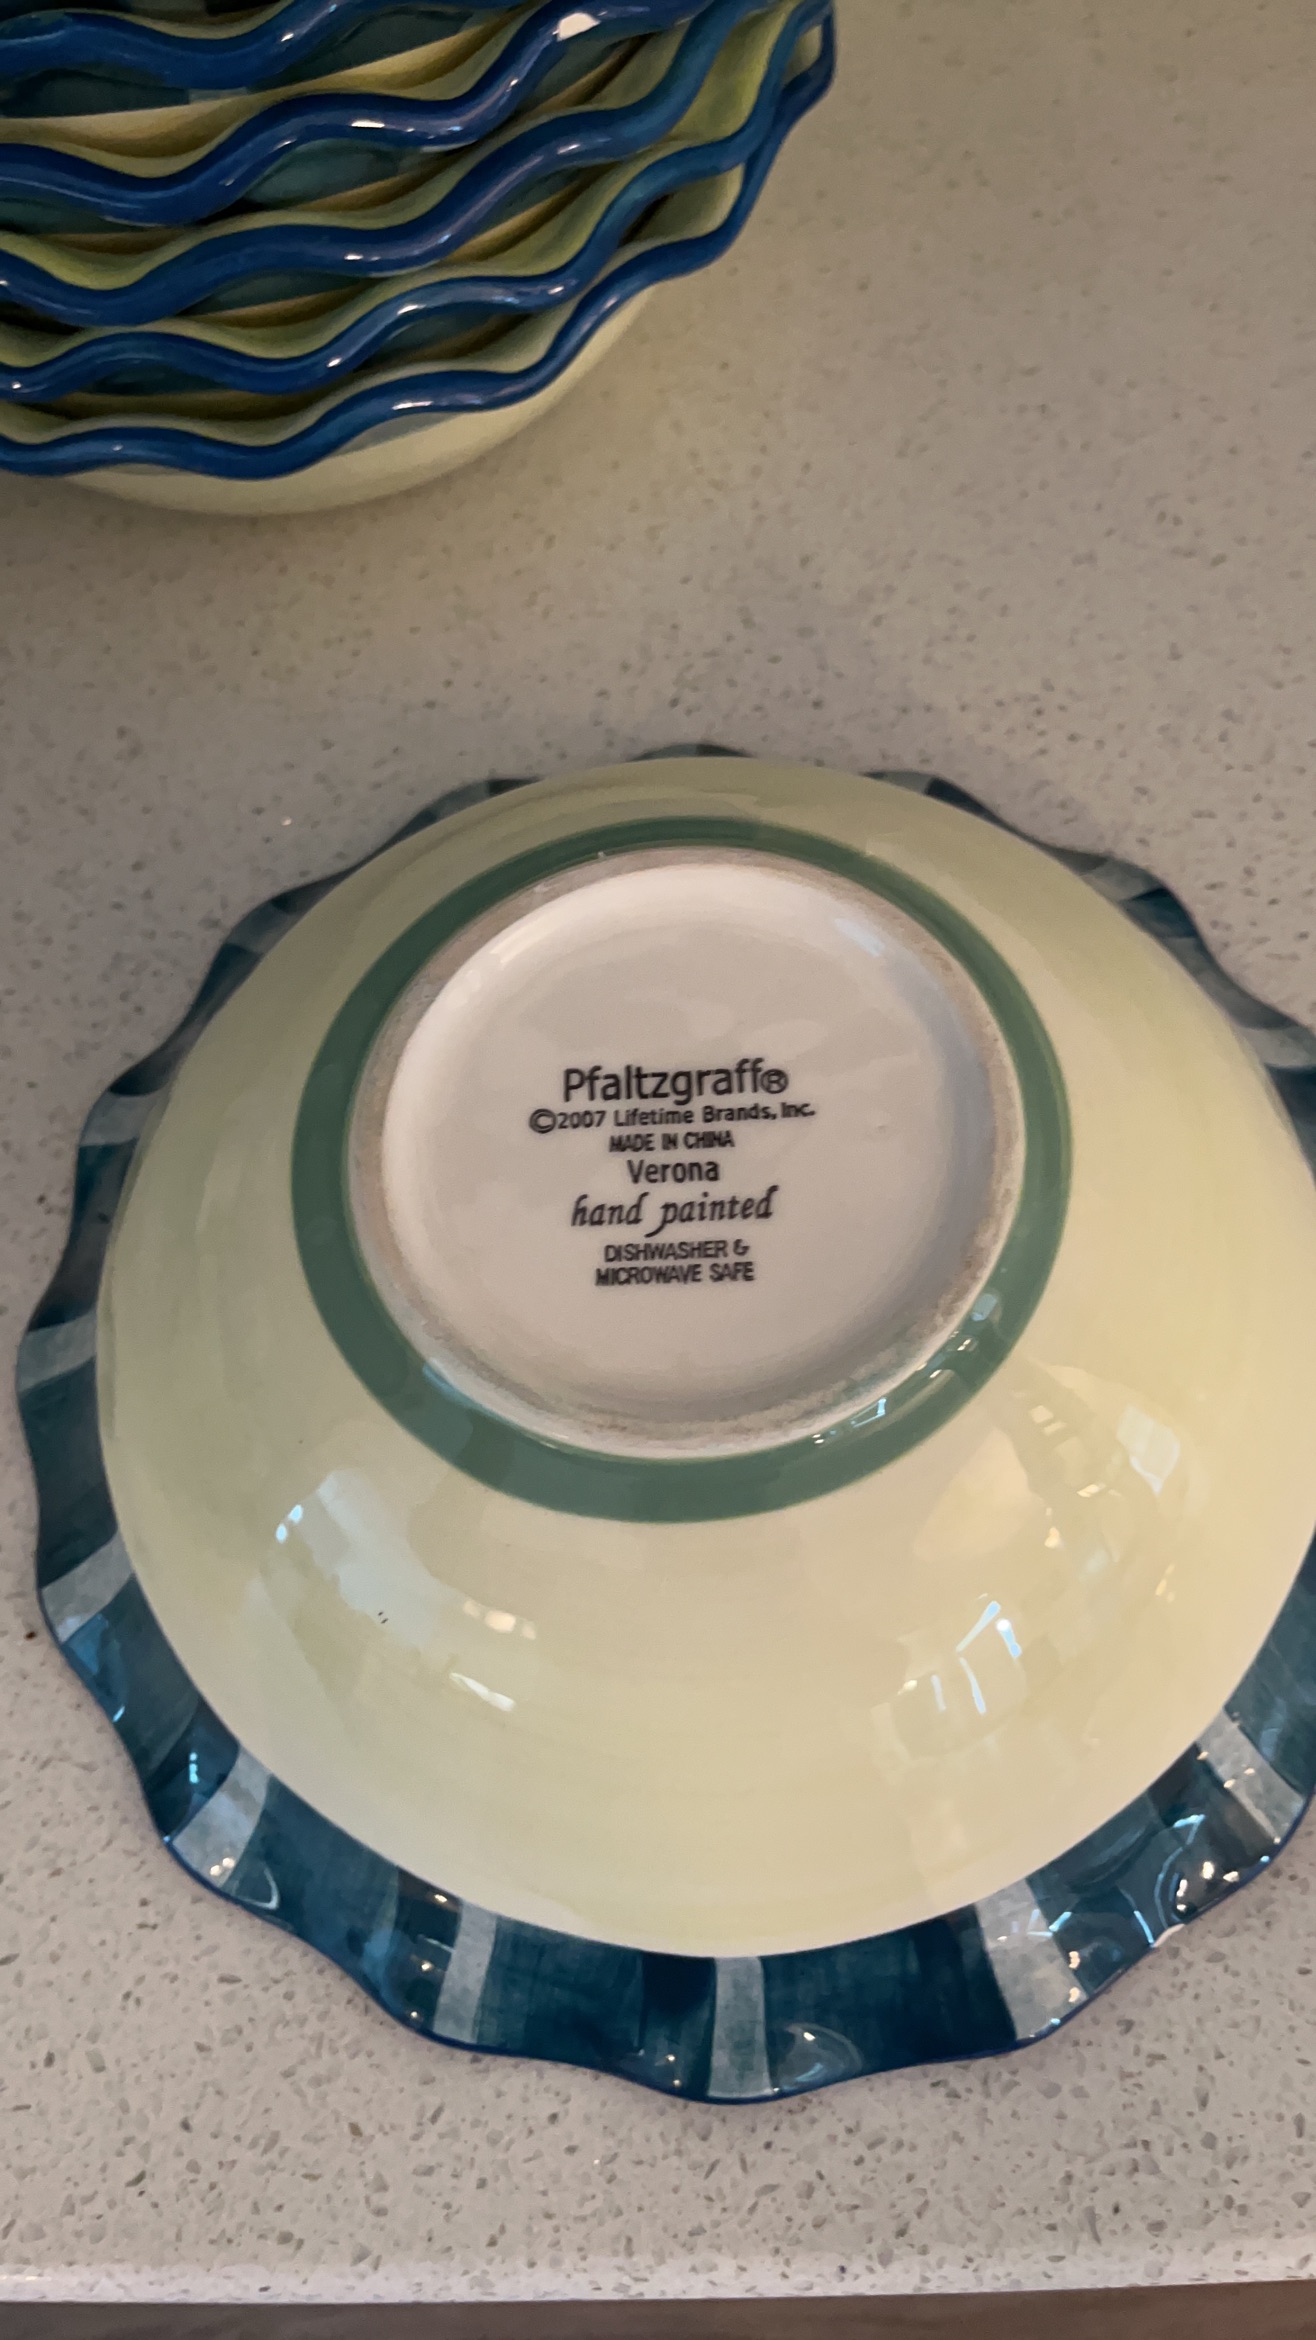 Pfaltzgraff®
©2007 Lifetime Brands, Inc.
MADE IN CHINA
Verona
hand painted
DISHWASHER &
MICROWAVE SAFE